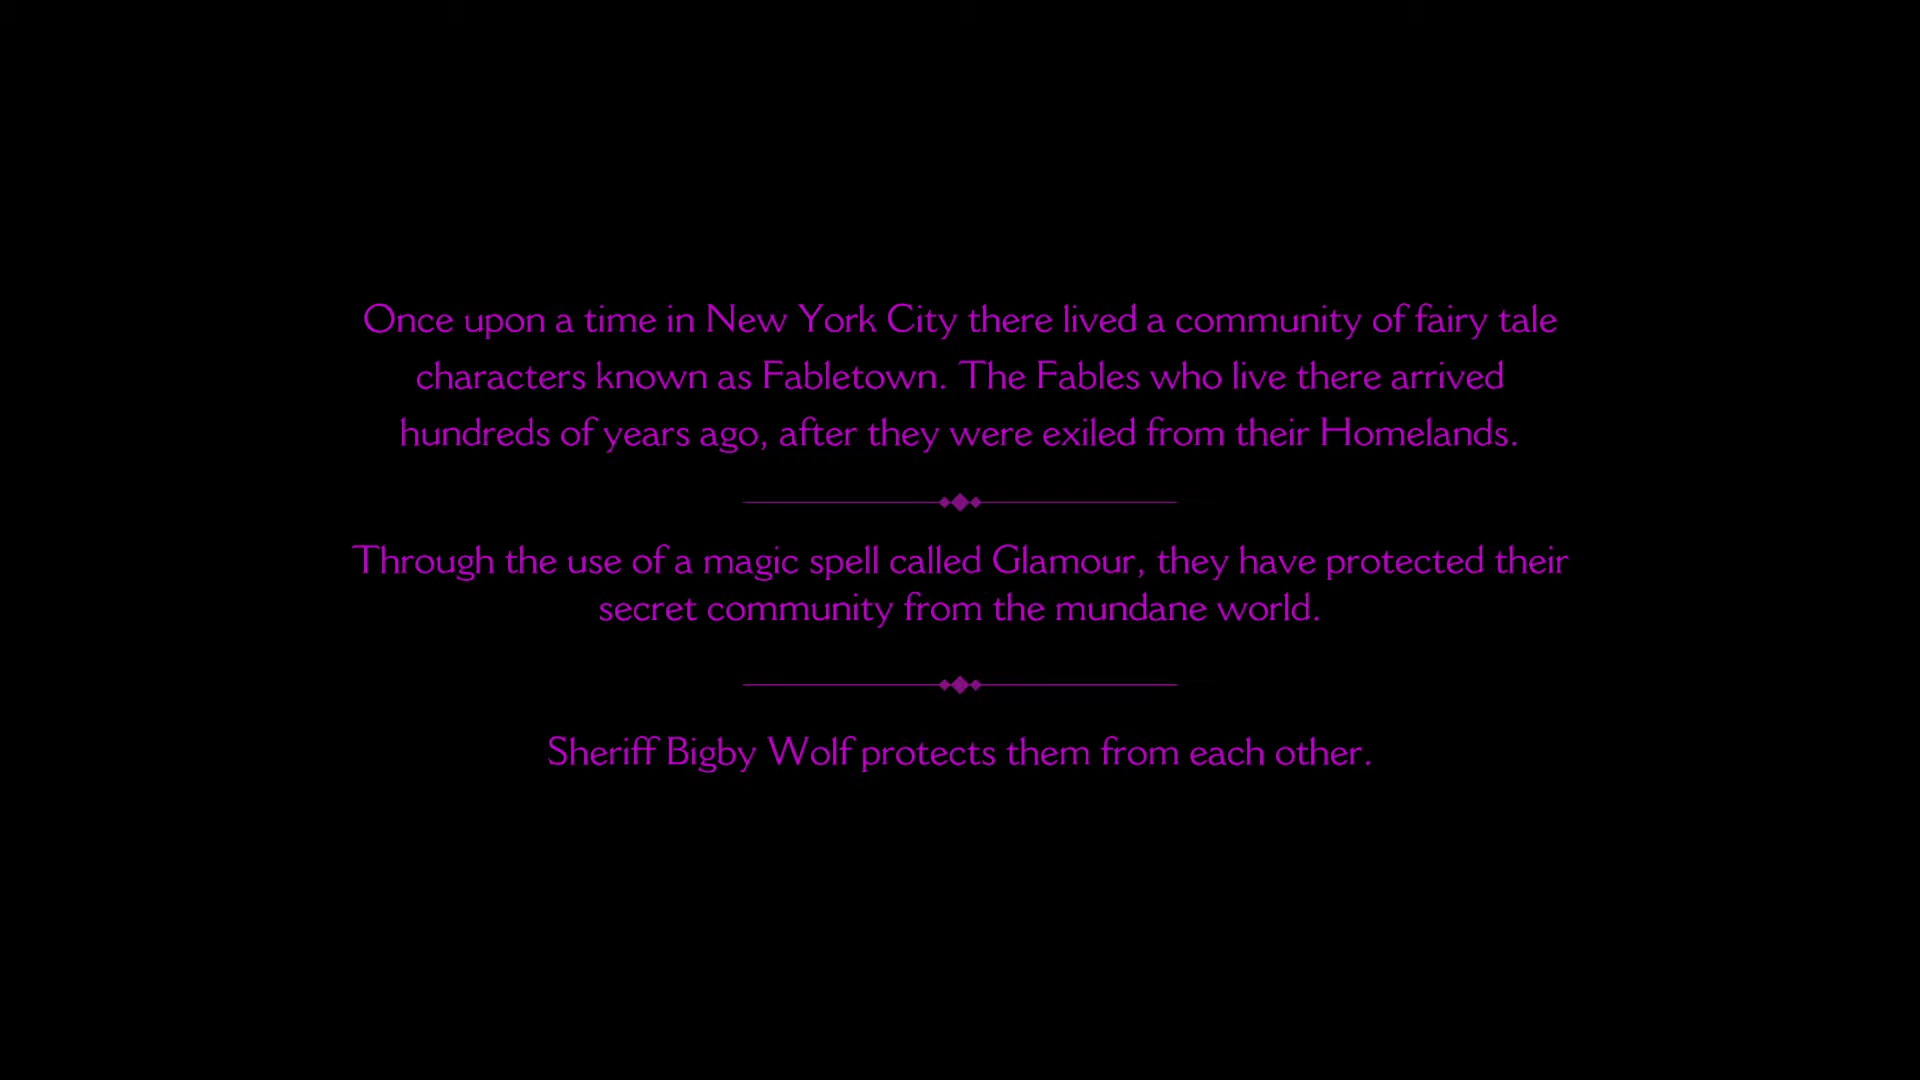 Once upon a time in New York City there lived a community of fairy tale
characters known as Fabletown. The Fables who live there arrived
hundreds of years ago, after they were exiled from their Homelands.
Through the use of a magic spell called Glamour, they have protected their
secret community from the mundane world.
Sheriff Bigby Wolf protects them from each other.